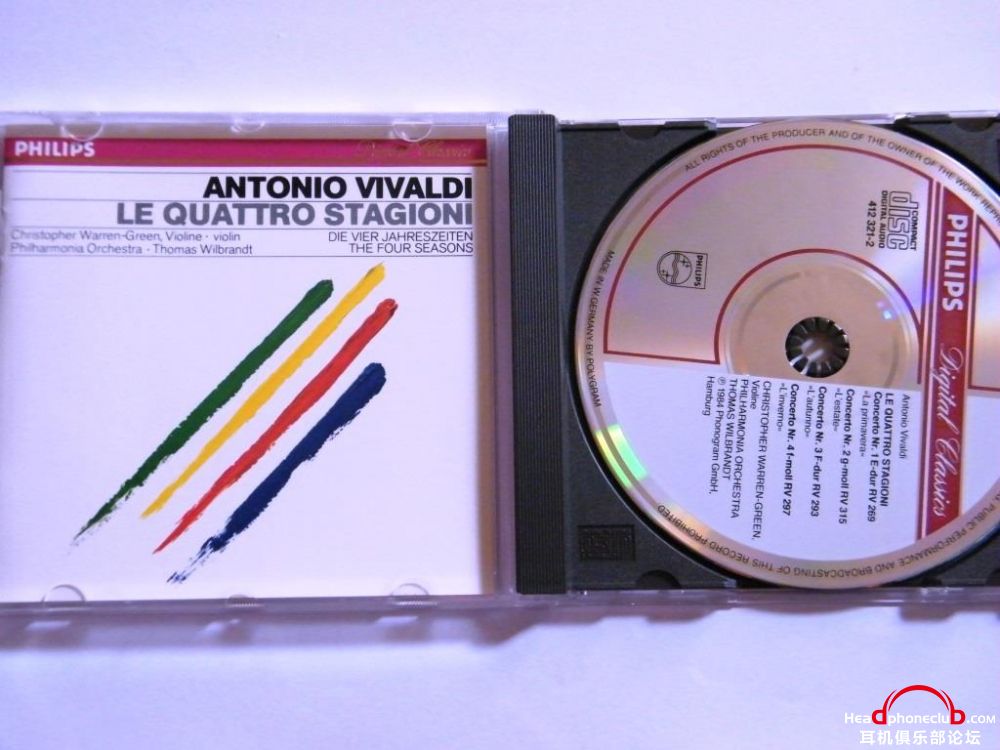 PHILIPS
Digital Classics
ANTONIO VIVALDI
LE QUATTRO STAGIONI
Christopher Warren-Green, Violine · violin
DIE VIER JAHRESZEITEN
Philharmonia Orchestra · Thomas Wilbrandt
THE FOUR SEASONS
ALL RIGHTS OF THE PRODUCER AND OF THE OWNER OF THE WORK
PUBLIC PERFORMANCE AND BROADCASTING OF THIS RECORD PROHIBITED
MADE IN W. GERMANY BY POLYGRAM
PHILIPS
Digital Classics
COMPACT
disc
DIGITAL AUDIO
412 321-2
PHILIPS
Antonio Vivaldi
LE QUATTRO STAGIONI
Concerto Nr. 1 E-dur RV 269
»La primavera«
Concerto Nr. 2 g-moll RV 315
»L'estate«
Concerto Nr. 3 F-dur RV 293
»L'autunno«
Concerto Nr. 4 f-moll RV 297
»L'inverno«
CHRISTOPHER WARREN-GREEN,
Violine
PHILHARMONIA ORCHESTRA
THOMAS WILBRANDT
℗ 1984 Phonogram GmbH,
Hamburg
Headphoneclub.com
耳机俱乐部论坛